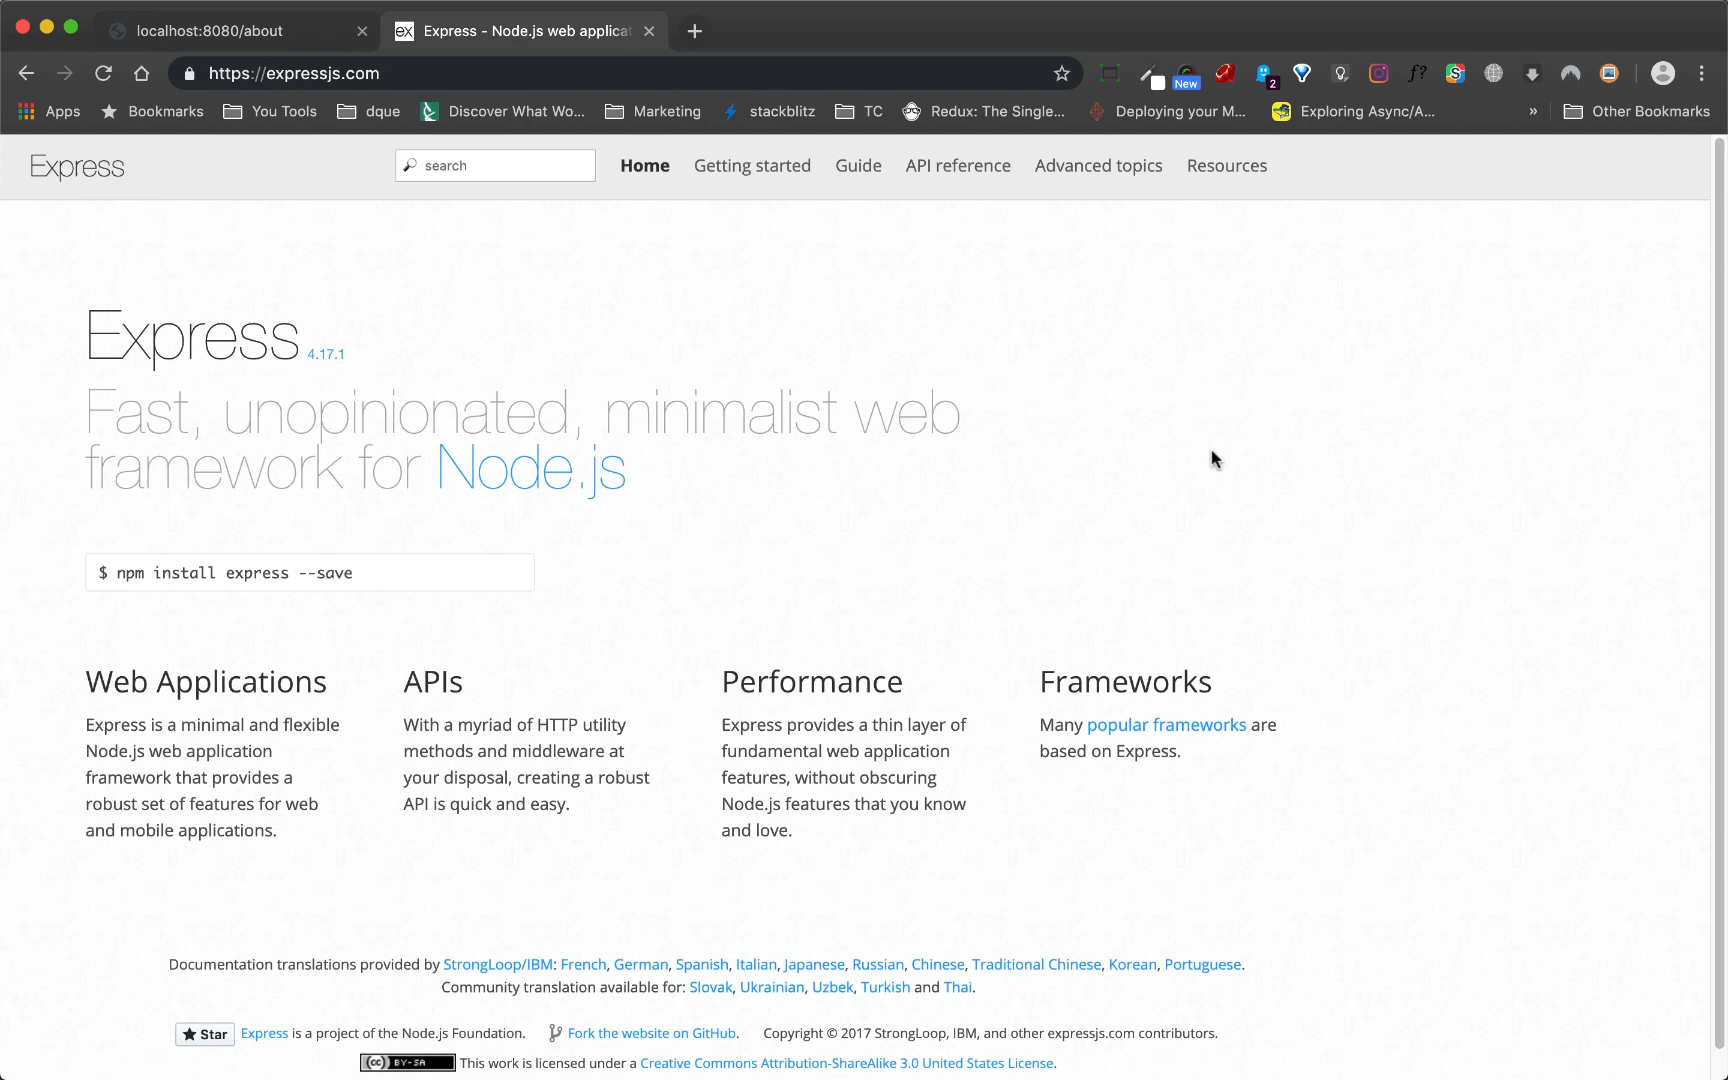 localhost:8080/about
ex Express - Node.js web applicat
https://expressjs.com
New
2
f?
Apps Bookmarks You Tools dque Discover What Wo... Marketing stackblitz TC Redux: The Single... Deploying your M... Exploring Async/A... » Other Bookmarks
Express
search
Home Getting started Guide API reference Advanced topics Resources
Express 4.17.1
Fast, unopinionated, minimalist web
framework for Node.js
$ npm install express --save
Web Applications
Express is a minimal and flexible
Node.js web application
framework that provides a
robust set of features for web
and mobile applications.
APIs
With a myriad of HTTP utility
methods and middleware at
your disposal, creating a robust
API is quick and easy.
Performance
Express provides a thin layer of
fundamental web application
features, without obscuring
Node.js features that you know
and love.
Frameworks
Many popular frameworks are
based on Express.
Documentation translations provided by StrongLoop/IBM: French, German, Spanish, Italian, Japanese, Russian, Chinese, Traditional Chinese, Korean, Portuguese.
Community translation available for: Slovak, Ukrainian, Uzbek, Turkish and Thai.
Star Express is a project of the Node.js Foundation. Fork the website on GitHub. Copyright © 2017 StrongLoop, IBM, and other expressjs.com contributors.
cc BY-SA This work is licensed under a Creative Commons Attribution-ShareAlike 3.0 United States License.